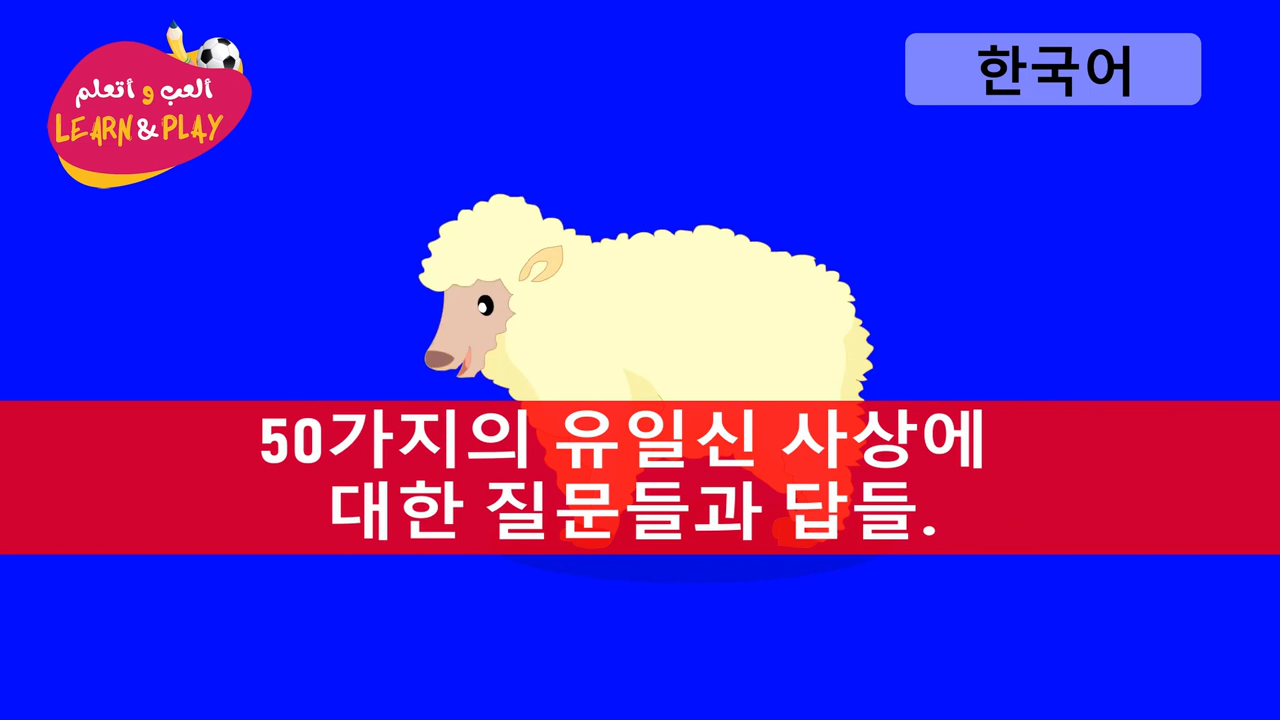 ألعب و أتعلم
LEARN & PLAY
한국어
50가지의 유일신 사상에
대한 질문들과 답들.